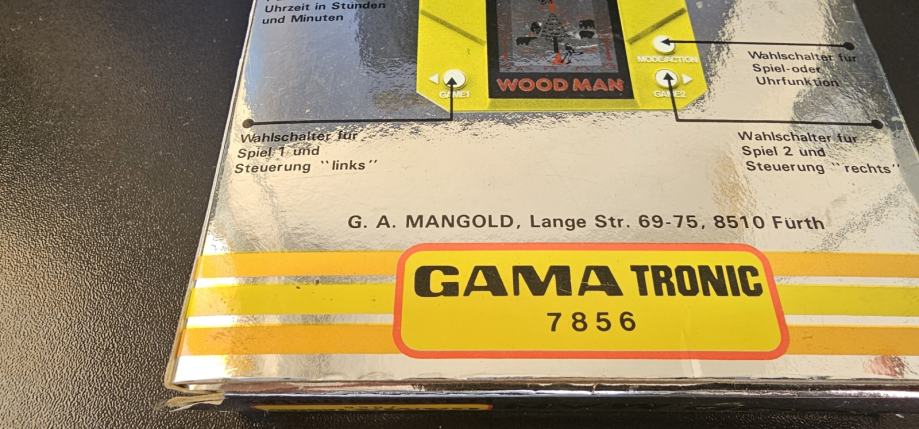 Uhrzeit in Stunden
und Minuten
MODE/ACTION
Wahlschalter für
Spiel-oder
Uhrfunktion
WOOD MAN
GAME1
GAME2
Wahlschalter für
Spiel 1 und
Steuerung "links"
Wahlschalter für
Spiel 2 und
Steuerung "rechts"
G. A. MANGOLD, Lange Str. 69-75, 8510 Fürth
GAMA TRONIC
7856